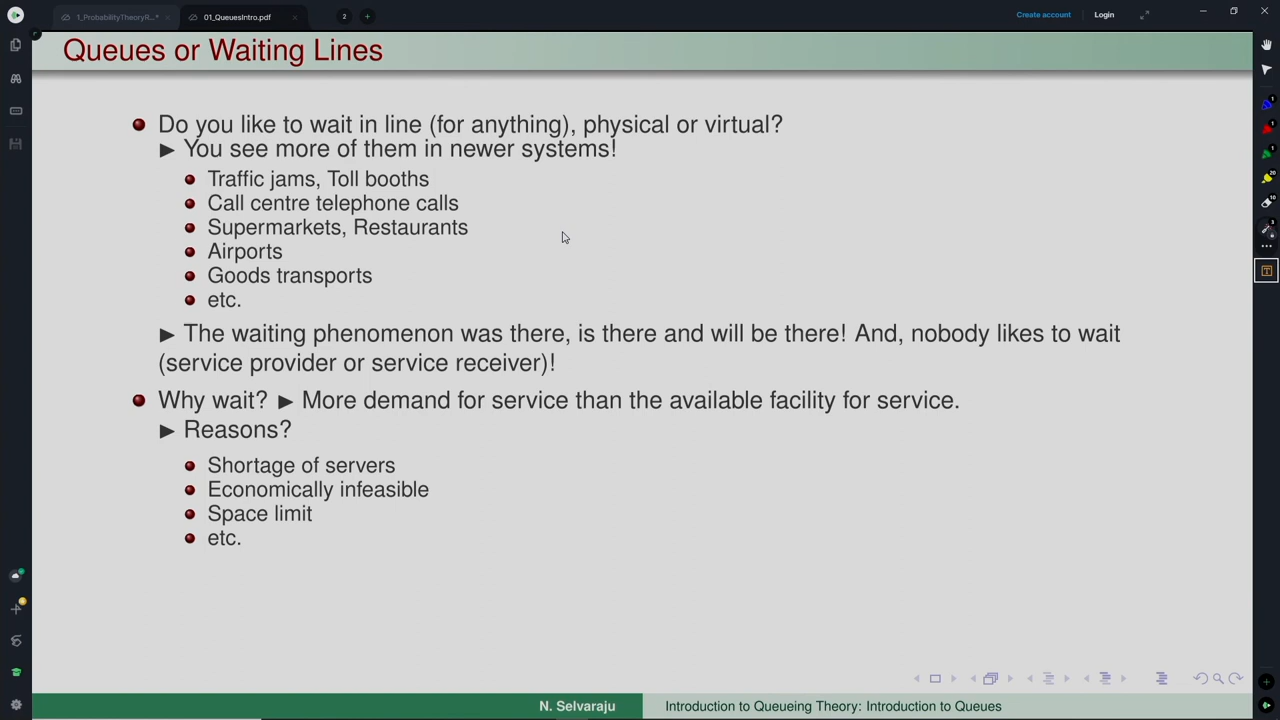 1_ProbabilityTheoryR...*
01_QueuesIntro.pdf
2
Create account
Login
Queues or Waiting Lines
Do you like to wait in line (for anything), physical or virtual?
▶ You see more of them in newer systems!
Traffic jams, Toll booths
Call centre telephone calls
Supermarkets, Restaurants
Airports
Goods transports
etc.
▶ The waiting phenomenon was there, is there and will be there! And, nobody likes to wait
(service provider or service receiver)!
Why wait? ▶ More demand for service than the available facility for service.
▶ Reasons?
Shortage of servers
Economically infeasible
Space limit
etc.
N. Selvaraju
Introduction to Queueing Theory: Introduction to Queues